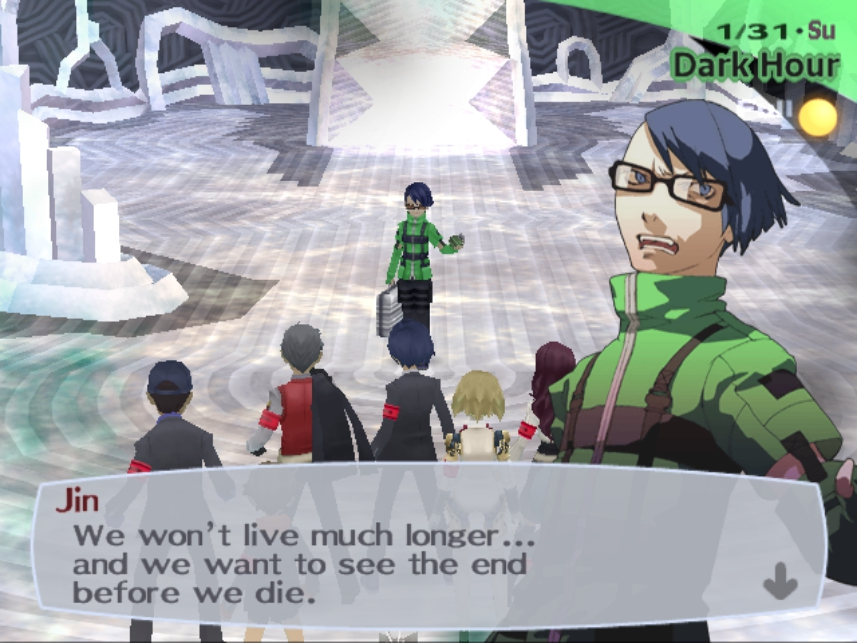 1/31・Su
Dark Hour
Jin
We won't live much longer...
and we want to see the end
before we die.